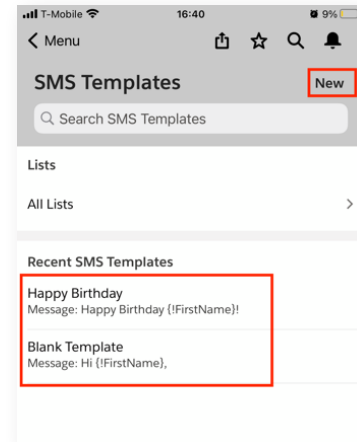 T-Mobile 16:40 9%
Menu
SMS Templates New
Search SMS Templates
Lists
All Lists
Recent SMS Templates
Happy Birthday
Message: Happy Birthday {!FirstName}!
Blank Template
Message: Hi {!FirstName},